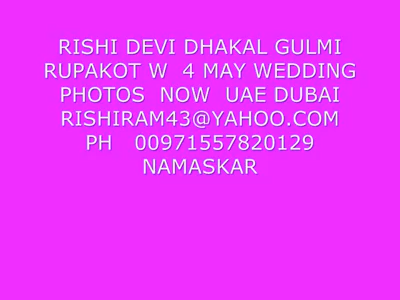 RISHI DEVI DHAKAL GULMI
RUPAKOT W  4 MAY WEDDING
PHOTOS  NOW  UAE DUBAI
RISHIRAM43@YAHOO.COM
PH   00971557820129
NAMASKAR